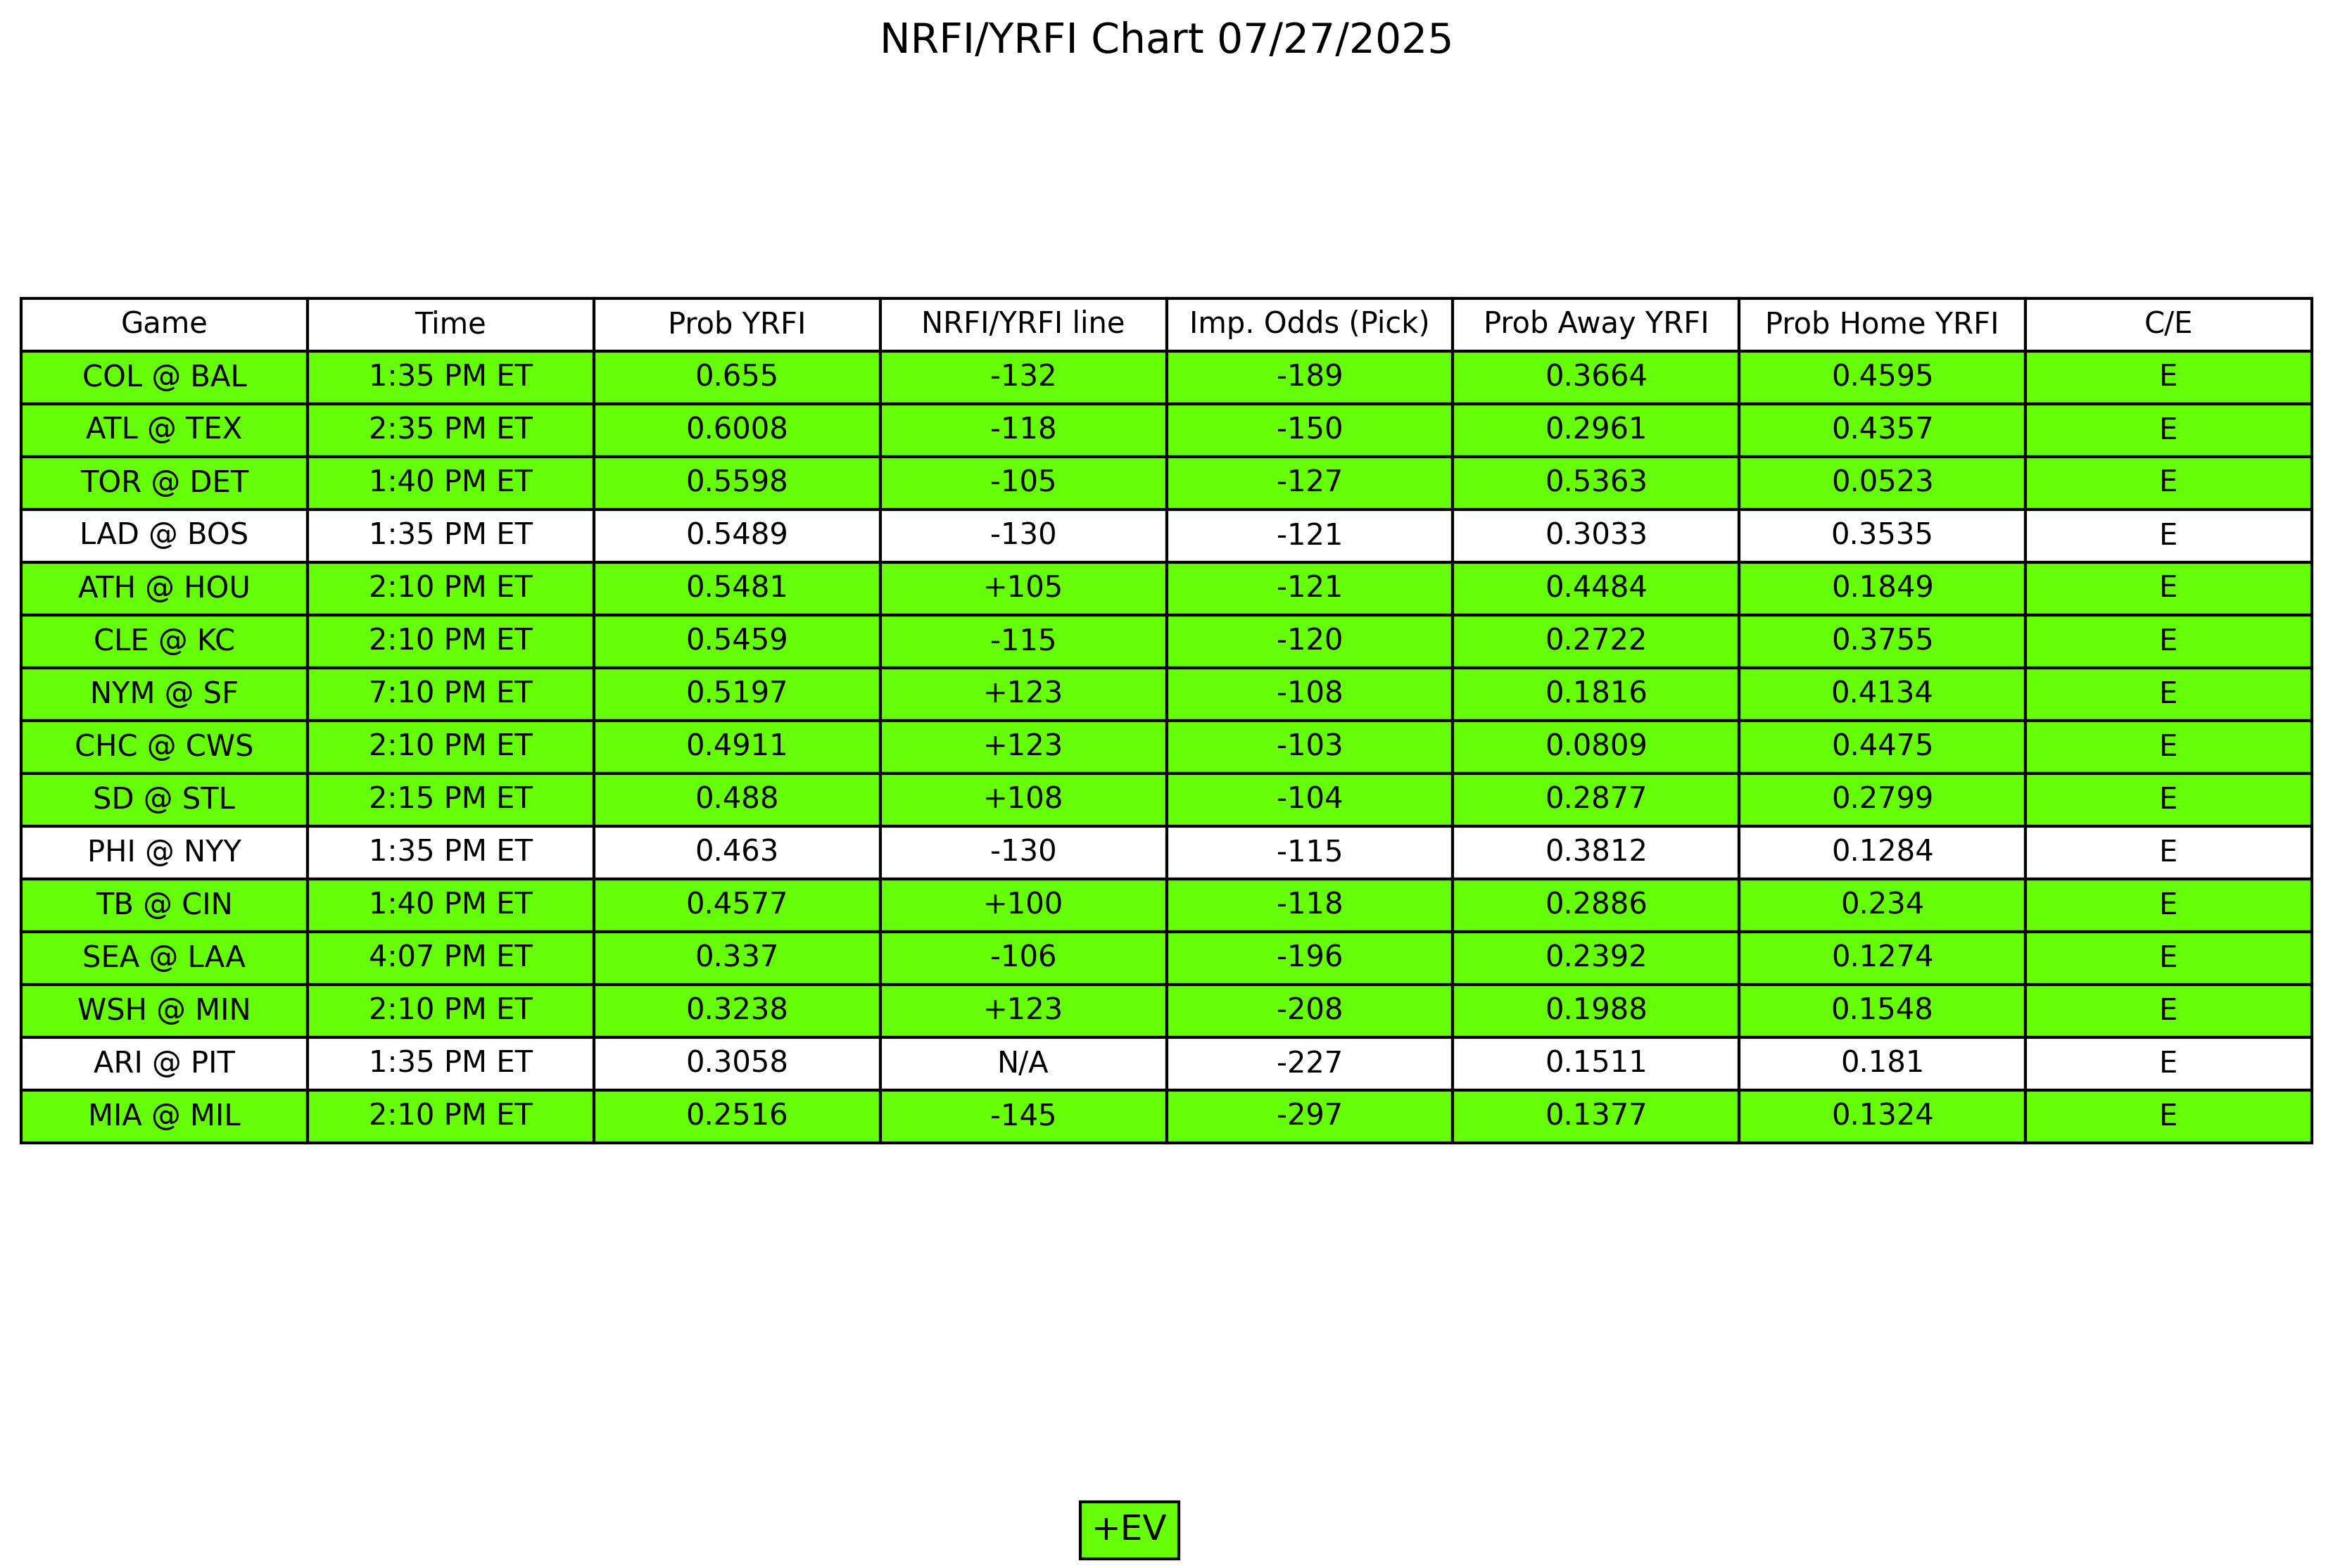 NRFI/YRFI Chart 07/27/2025
Game Time Prob YRFI NRFI/YRFI line Imp. Odds (Pick) Prob Away YRFI Prob Home YRFI C/E
COL @ BAL 1:35 PM ET 0.655 -132 -189 0.3664 0.4595 E
ATL @ TEX 2:35 PM ET 0.6008 -118 -150 0.2961 0.4357 E
TOR @ DET 1:40 PM ET 0.5598 -105 -127 0.5363 0.0523 E
LAD @ BOS 1:35 PM ET 0.5489 -130 -121 0.3033 0.3535 E
ATH @ HOU 2:10 PM ET 0.5481 +105 -121 0.4484 0.1849 E
CLE @ KC 2:10 PM ET 0.5459 -115 -120 0.2722 0.3755 E
NYM @ SF 7:10 PM ET 0.5197 +123 -108 0.1816 0.4134 E
CHC @ CWS 2:10 PM ET 0.4911 +123 -103 0.0809 0.4475 E
SD @ STL 2:15 PM ET 0.488 +108 -104 0.2877 0.2799 E
PHI @ NYY 1:35 PM ET 0.463 -130 -115 0.3812 0.1284 E
TB @ CIN 1:40 PM ET 0.4577 +100 -118 0.2886 0.234 E
SEA @ LAA 4:07 PM ET 0.337 -106 -196 0.2392 0.1274 E
WSH @ MIN 2:10 PM ET 0.3238 +123 -208 0.1988 0.1548 E
ARI @ PIT 1:35 PM ET 0.3058 N/A -227 0.1511 0.181 E
MIA @ MIL 2:10 PM ET 0.2516 -145 -297 0.1377 0.1324 E
+EV